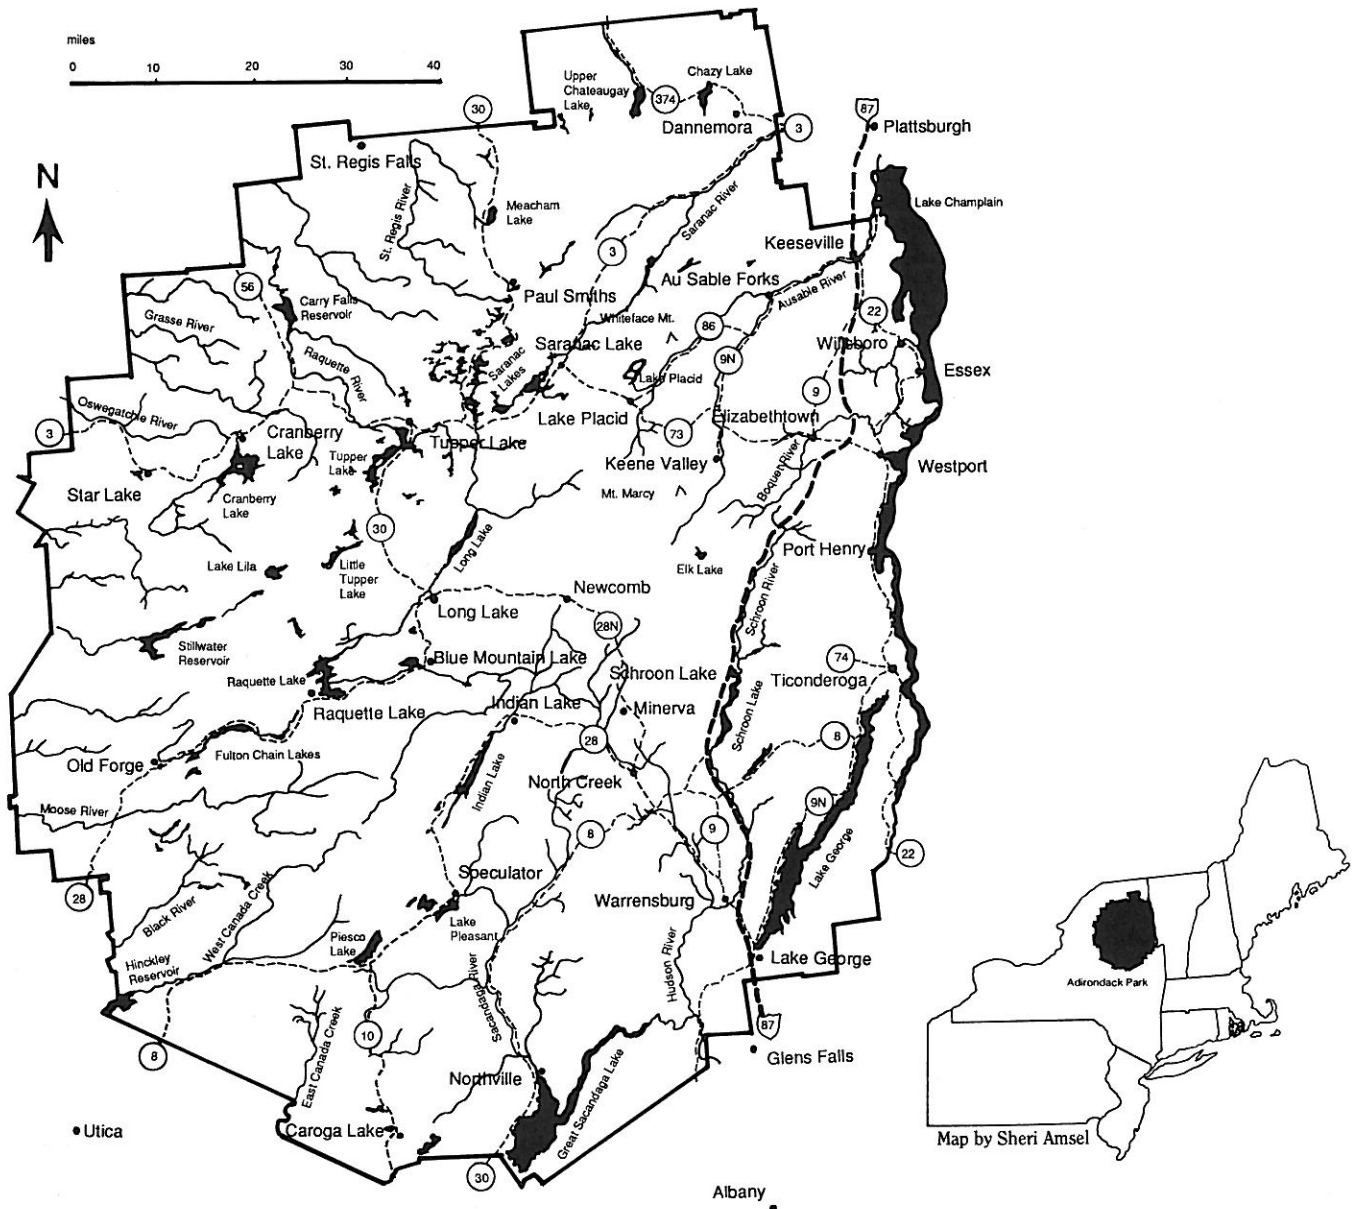 miles
0 10 20 30 40
N
30
Upper
Chateaugay
Lake
Chazy Lake
374
Dannemora
3
87
Plattsburgh
St. Regis Falls
St. Regis River
Meacham
Lake
Saranac River
Lake Champlain
3
Keeseville
56
Carry Falls
Reservoir
Paul Smiths
Au Sable Forks
Ausable River
Grasse River
Whiteface Mt.
86
22
Willsboro
Raquette River
Saranac Lake
Saranac
Lakes
9N
Lake Placid
Essex
9
Oswegatchie River
3
Cranberry
Lake
Tupper Lake
Lake Placid
73
Elizabethtown
Tupper
Lake
Keene Valley
Boquet River
Westport
Star Lake
Cranberry
Lake
Mt. Marcy
30
Long Lake
Port Henry
Lake Lila
Little
Tupper
Lake
Elk Lake
Schroon River
Newcomb
Long Lake
28N
Stillwater
Reservoir
Blue Mountain Lake
Schroon Lake
74
Ticonderoga
Raquette Lake
Raquette Lake
Indian Lake
Minerva
Schroon Lake
28
8
Fulton Chain Lakes
Old Forge
Indian Lake
North Creek
Moose River
9N
8
9
Lake George
22
28
Speculator
Warrensburg
Black River
West Canada Creek
Lake
Pleasant
Piesco
Lake
Hinckley
Reservoir
Lake George
Hudson River
Sacandaga River
Adirondack Park
10
87
8
East Canada Creek
Glens Falls
Northville
Great Sacandaga Lake
Utica
Caroga Lake
Map by Sheri Amsel
30
Albany